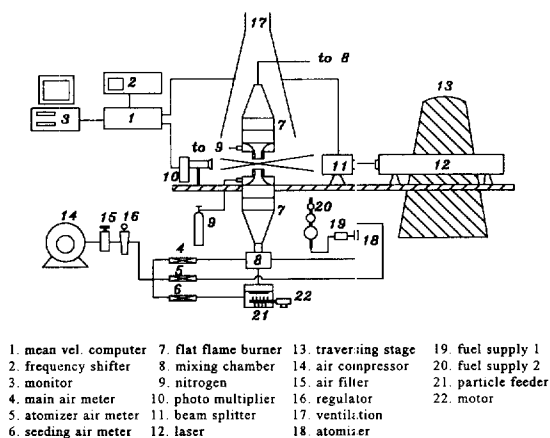 17
to 8
2
13
3
1
7
to 9
10
11
12
9
7
20
19
18
14
15
16
4
5
6
8
22
21
1. mean vel. computer 7. flat flame burner 13. traversing stage 19. fuel supply 1
2. frequency shifter 8. mixing chamber 14. air compressor 20. fuel supply 2
3. monitor 9. nitrogen 15. air filter 21. particle feeder
4. main air meter 10. photo multiplier 16. regulator 22. motor
5. atomizer air meter 11. beam splitter 17. ventilation
6. seeding air meter 12. laser 18. atomizer